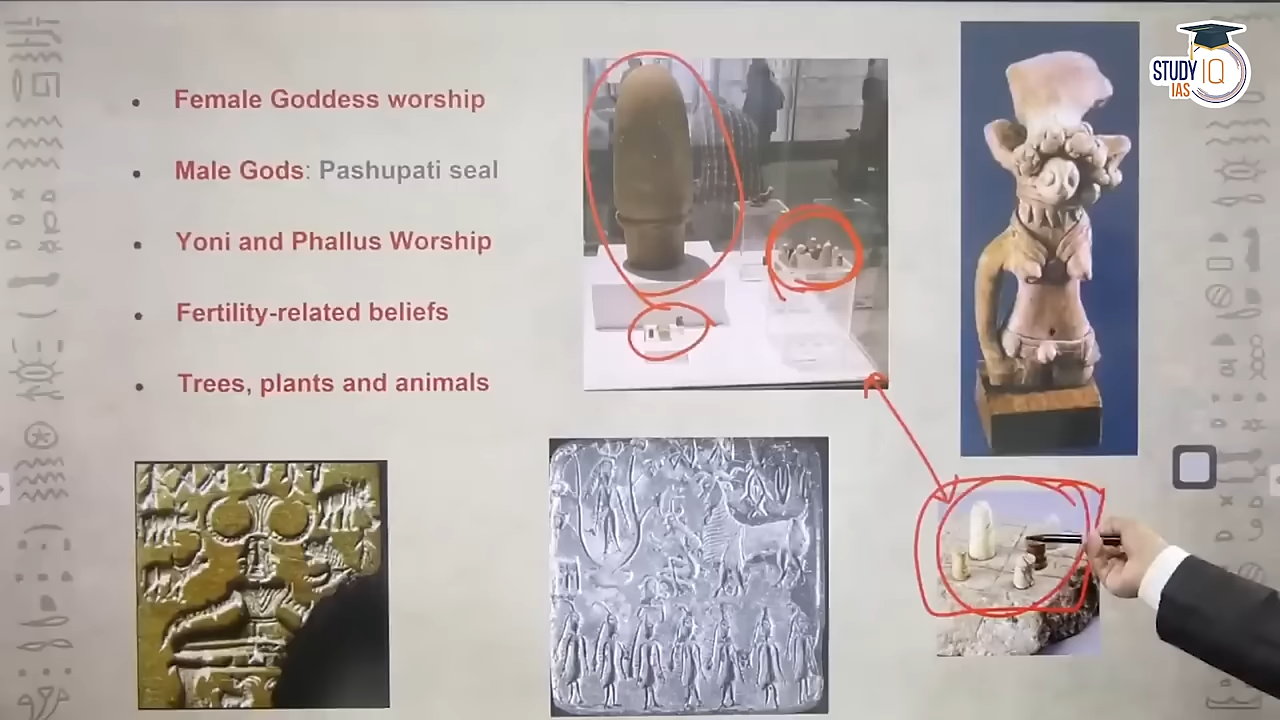 Female Goddess worship
Male Gods: Pashupati seal
Yoni and Phallus Worship
Fertility-related beliefs
Trees, plants and animals
STUDY IQ
IAS